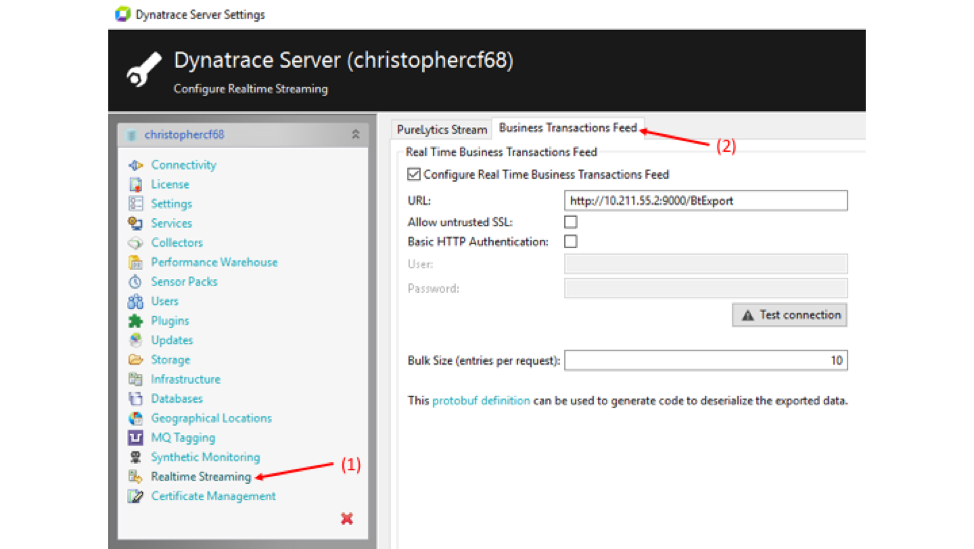 Dynatrace Server Settings
Dynatrace Server (christophercf68)
Configure Realtime Streaming
christophercf68
Connectivity
License
Settings
Services
Collectors
Performance Warehouse
Sensor Packs
Users
Plugins
Updates
Storage
Infrastructure
Databases
Geographical Locations
MQ Tagging
Synthetic Monitoring
Realtime Streaming
(1)
Certificate Management
PureLytics Stream
Business Transactions Feed
(2)
Real Time Business Transactions Feed
Configure Real Time Business Transactions Feed
URL: http://10.211.55.2:9000/BtExport
Allow untrusted SSL:
Basic HTTP Authentication:
User:
Password:
Test connection
Bulk Size (entries per request): 10
This protobuf definition can be used to generate code to deserialize the exported data.